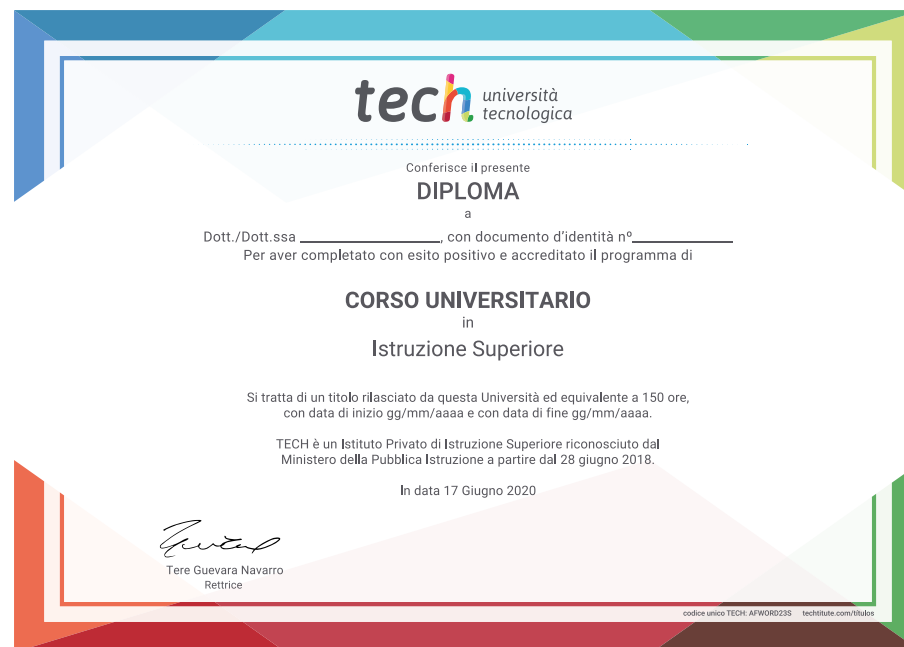 tech università
tecnologica
Conferisce il presente
DIPLOMA
a
Dott./Dott.ssa ____________________, con documento d'identità nº______________
Per aver completato con esito positivo e accreditato il programma di
CORSO UNIVERSITARIO
in
Istruzione Superiore
Si tratta di un titolo rilasciato da questa Università ed equivalente a 150 ore,
con data di inizio gg/mm/aaaa e con data di fine gg/mm/aaaa.
TECH è un Istituto Privato di Istruzione Superiore riconosciuto dal
Ministero della Pubblica Istruzione a partire dal 28 giugno 2018.
In data 17 Giugno 2020
Tere Guevara Navarro
Rettrice
codice unico TECH: AFWORD23S techtitute.com/titulos